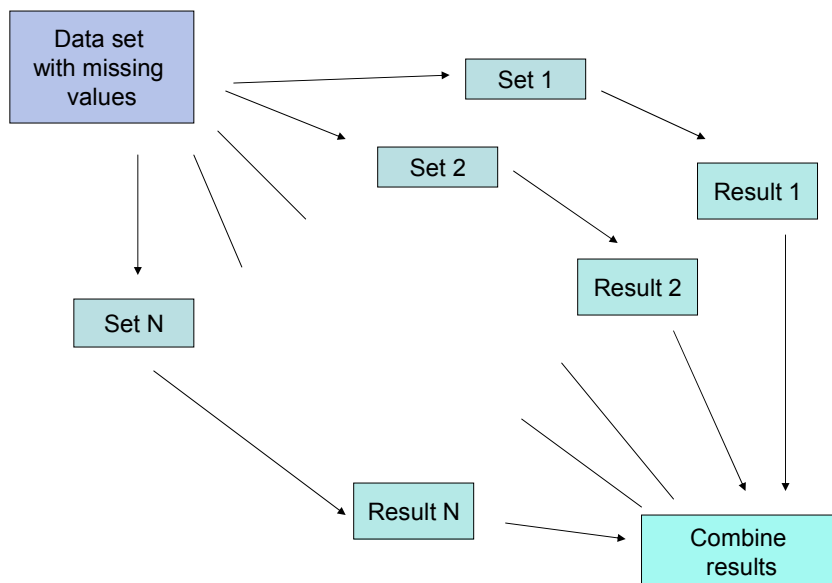 Data set
with missing
values
Set 1
Set 2
Result 1
Result 2
Set N
Result N
Combine
results